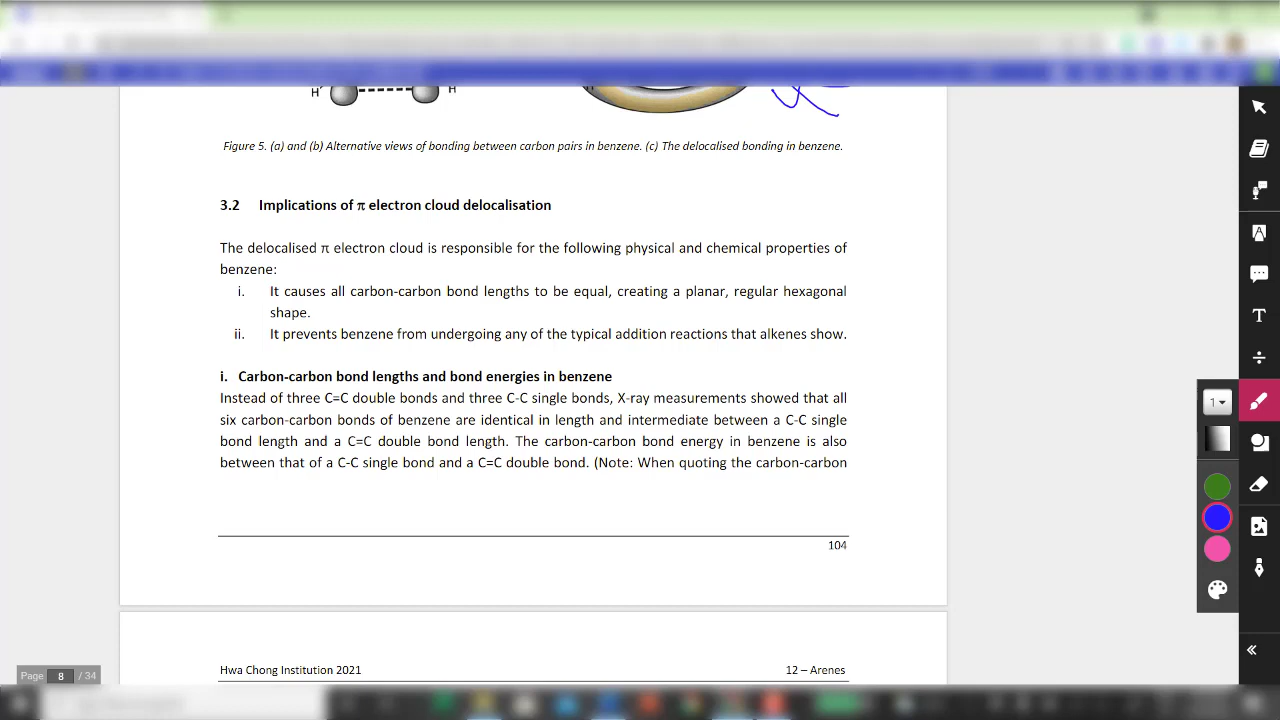 H H
Figure 5. (a) and (b) Alternative views of bonding between carbon pairs in benzene. (c) The delocalised bonding in benzene.
3.2 Implications of π electron cloud delocalisation
The delocalised π electron cloud is responsible for the following physical and chemical properties of
benzene:
i. It causes all carbon-carbon bond lengths to be equal, creating a planar, regular hexagonal
shape.
ii. It prevents benzene from undergoing any of the typical addition reactions that alkenes show.
i. Carbon-carbon bond lengths and bond energies in benzene
Instead of three C=C double bonds and three C-C single bonds, X-ray measurements showed that all
six carbon-carbon bonds of benzene are identical in length and intermediate between a C-C single
bond length and a C=C double bond length. The carbon-carbon bond energy in benzene is also
between that of a C-C single bond and a C=C double bond. (Note: When quoting the carbon-carbon
104
Hwa Chong Institution 2021 12 – Arenes
Page 8 / 34
1
T